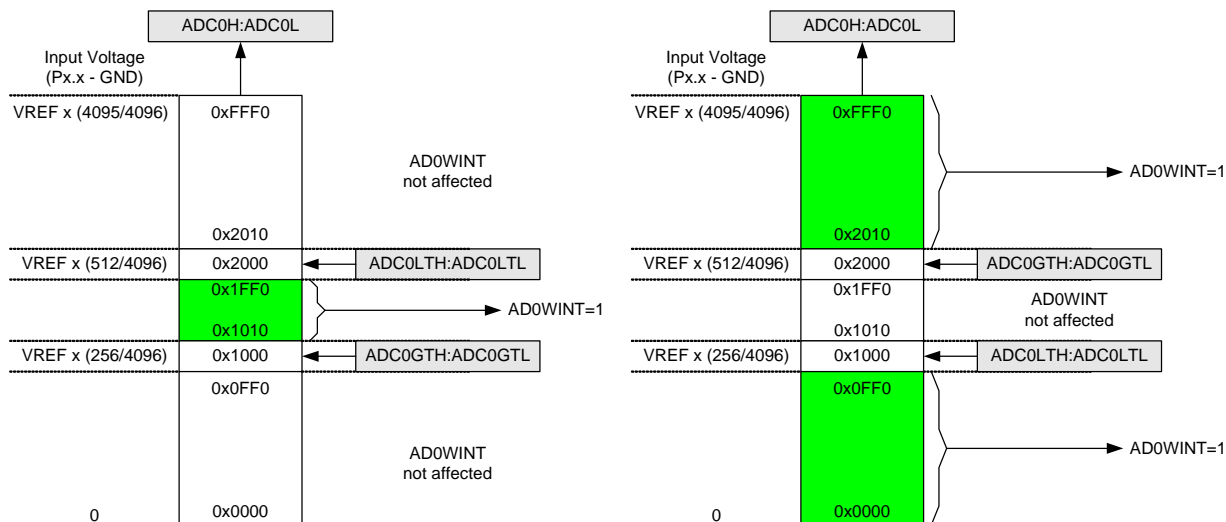 ADC0H:ADC0L
Input Voltage
(Px.x - GND)
VREF x (4095/4096)
0xFFF0
AD0WINT
not affected
0x2010
VREF x (512/4096)
0x2000
ADC0LTH:ADC0LTL
0x1FF0
AD0WINT=1
0x1010
VREF x (256/4096)
0x1000
ADC0GTH:ADC0GTL
0x0FF0
AD0WINT
not affected
0
0x0000
ADC0H:ADC0L
Input Voltage
(Px.x - GND)
VREF x (4095/4096)
0xFFF0
AD0WINT=1
0x2010
VREF x (512/4096)
0x2000
ADC0GTH:ADC0GTL
0x1FF0
AD0WINT
not affected
0x1010
VREF x (256/4096)
0x1000
ADC0LTH:ADC0LTL
0x0FF0
AD0WINT=1
0
0x0000